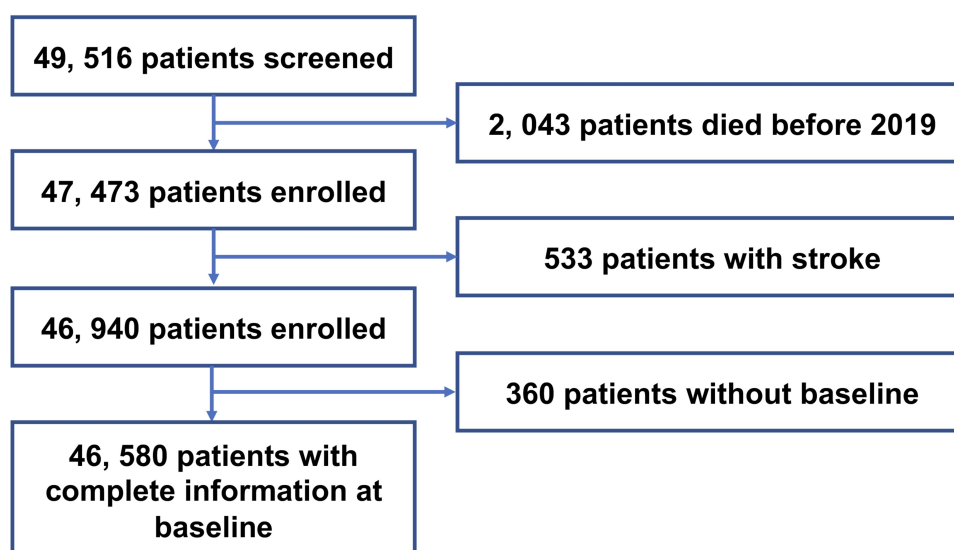 49, 516 patients screened
2, 043 patients died before 2019
47, 473 patients enrolled
533 patients with stroke
46, 940 patients enrolled
360 patients without baseline
46, 580 patients with
complete information at
baseline